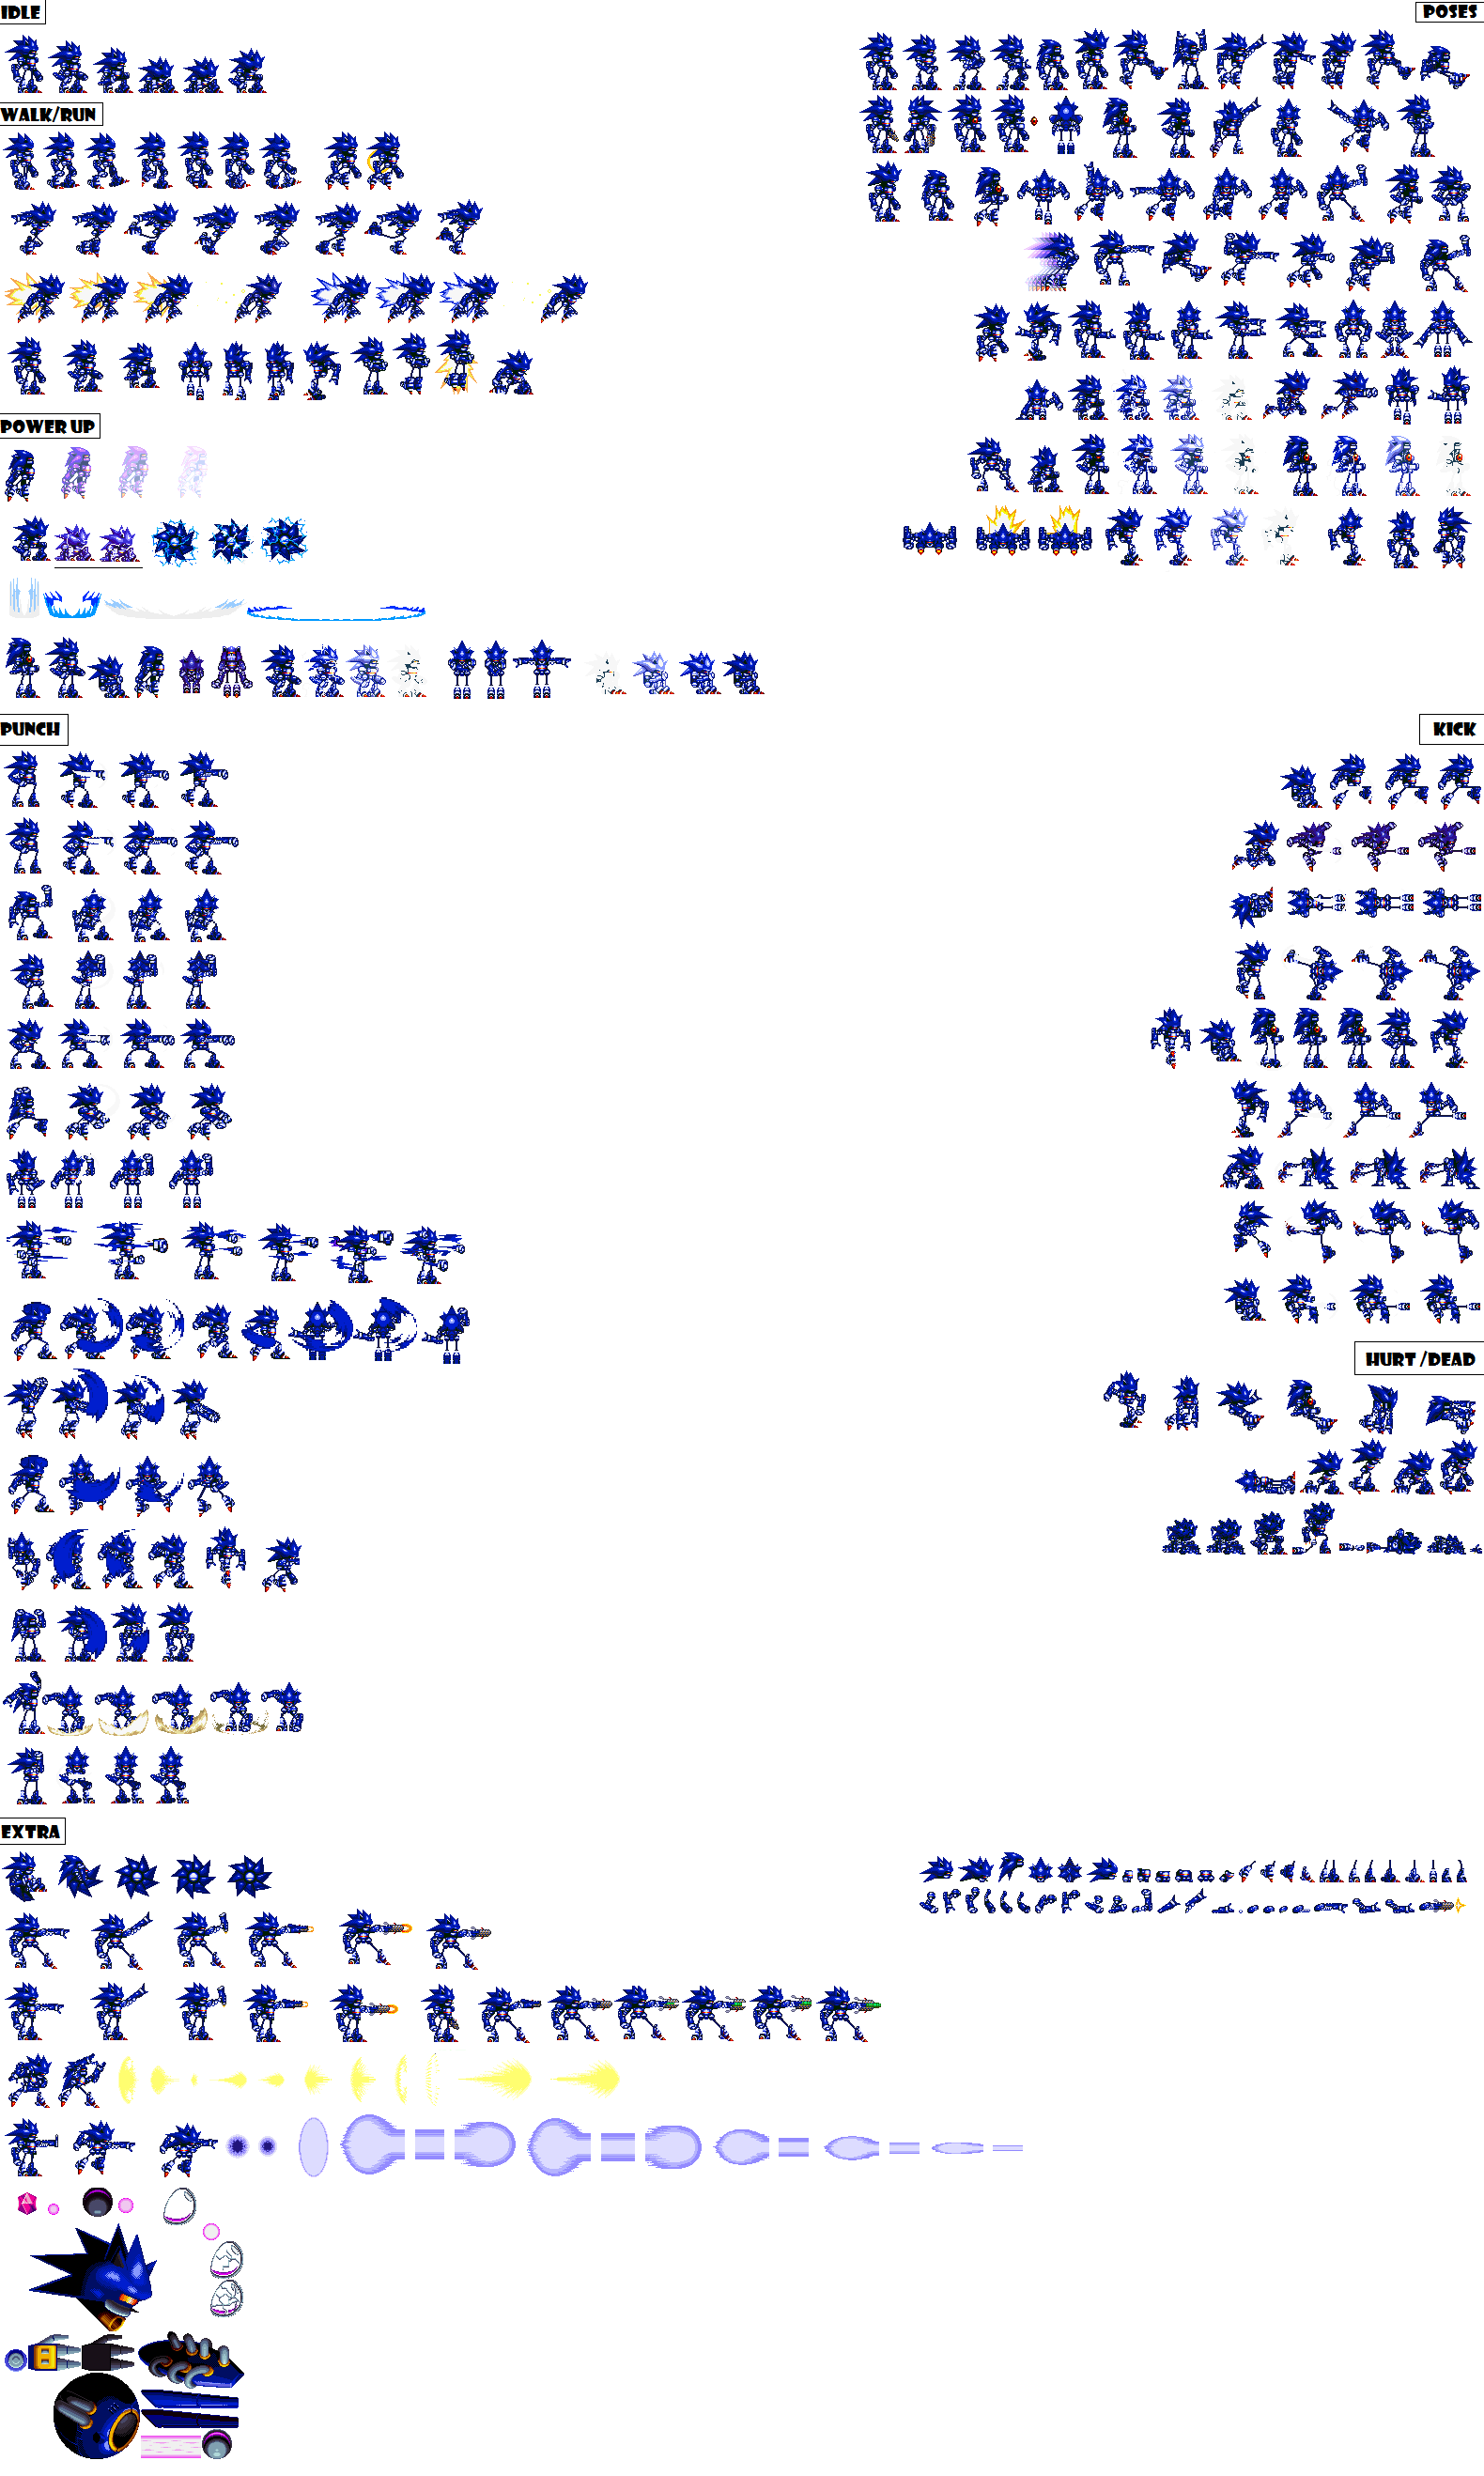 IDLE
POSES
WALK/RUN
POWER UP
PUNCH
KICK
HURT /DEAD
EXTRA